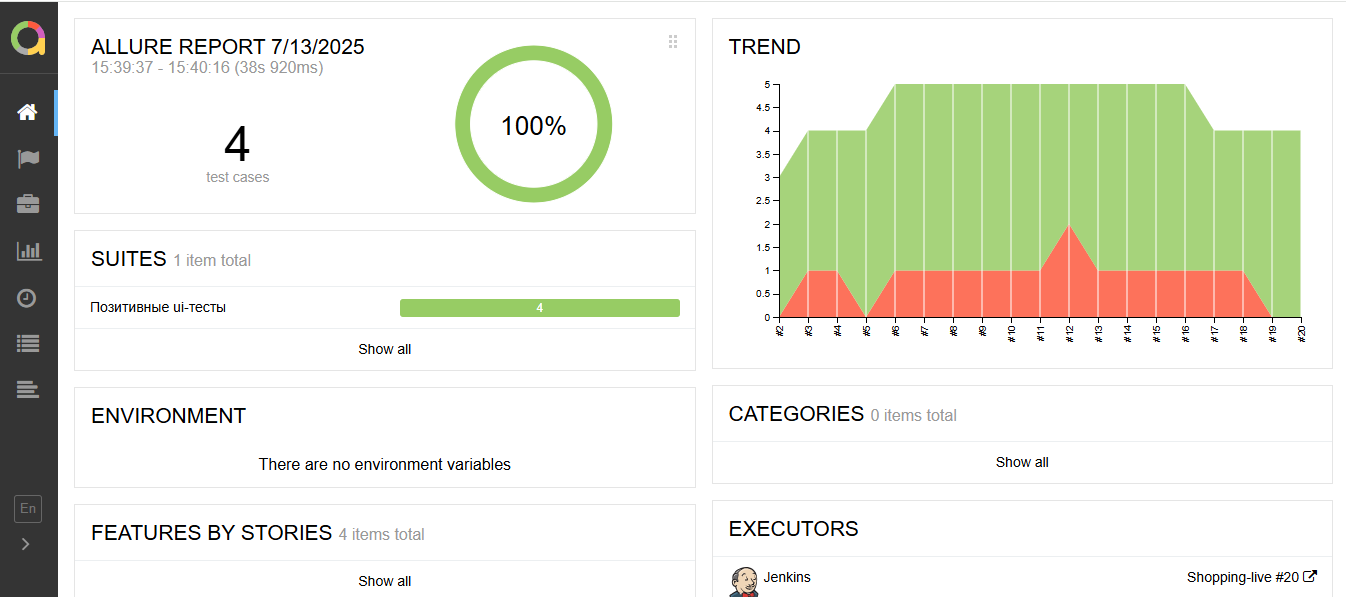 ALLURE REPORT 7/13/2025
15:39:37 - 15:40:16 (38s 920ms)
4
test cases
100%
SUITES 1 item total
Позитивные ui-тесты 4
Show all
ENVIRONMENT
There are no environment variables
FEATURES BY STORIES 4 items total
Show all
En
TREND
5
4.5
4
3.5
3
2.5
2
1.5
1
0.5
0
#2 #3 #4 #5 #6 #7 #8 #9 #10 #11 #12 #13 #14 #15 #16 #17 #18 #19 #20
CATEGORIES 0 items total
Show all
EXECUTORS
Jenkins Shopping-live #20